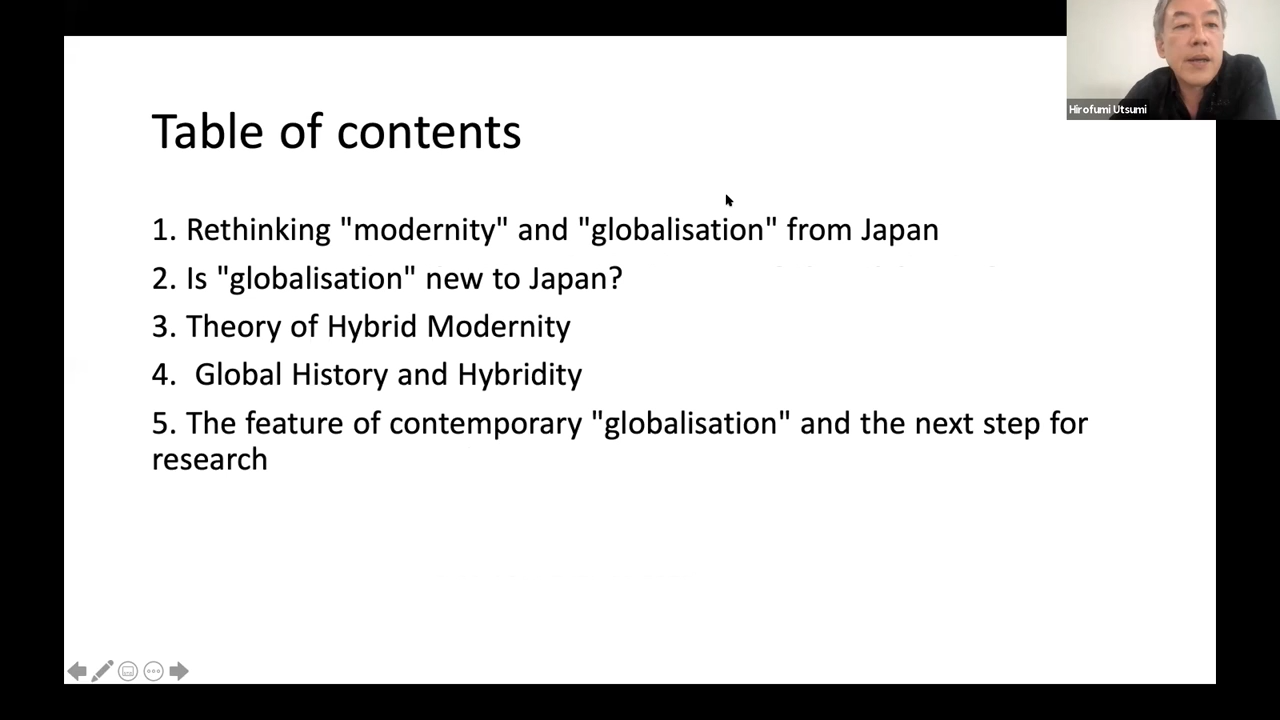 Hirofumi Utsumi
Table of contents
1. Rethinking "modernity" and "globalisation" from Japan
2. Is "globalisation" new to Japan?
3. Theory of Hybrid Modernity
4.  Global History and Hybridity
5. The feature of contemporary "globalisation" and the next step for
research